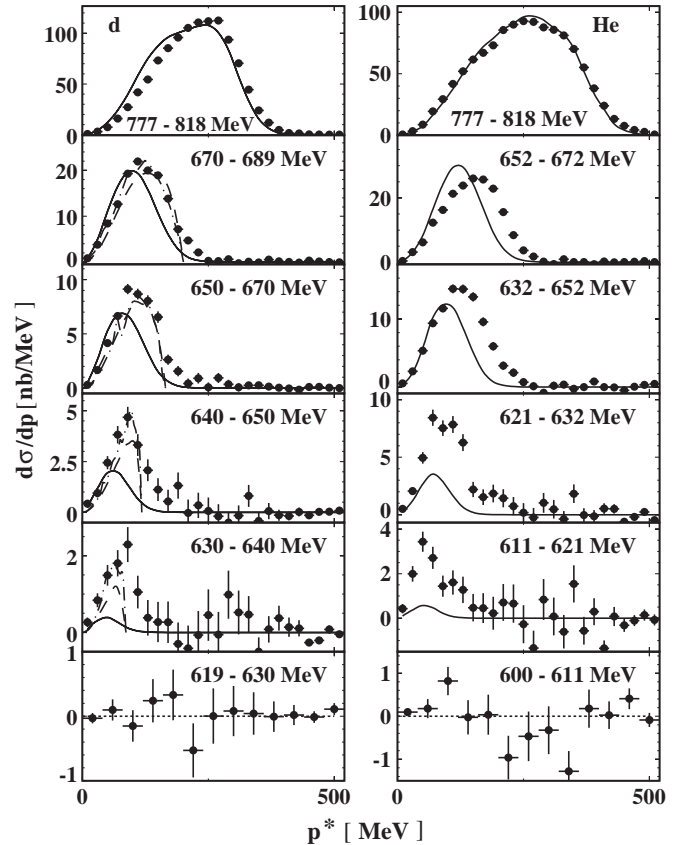 d He
100
50
0
777 - 818 MeV
100
50
0
777 - 818 MeV
20
10
0
670 - 689 MeV
20
0
652 - 672 MeV
10
5
0
650 - 670 MeV
10
0
632 - 652 MeV
5
2.5
0
640 - 650 MeV
10
5
0
621 - 632 MeV
2
0
630 - 640 MeV
4
2
0
611 - 621 MeV
1
0
-1
619 - 630 MeV
1
0
-1
600 - 611 MeV
0 500 0 500
dσ/dp [ nb/MeV]
p* [ MeV]